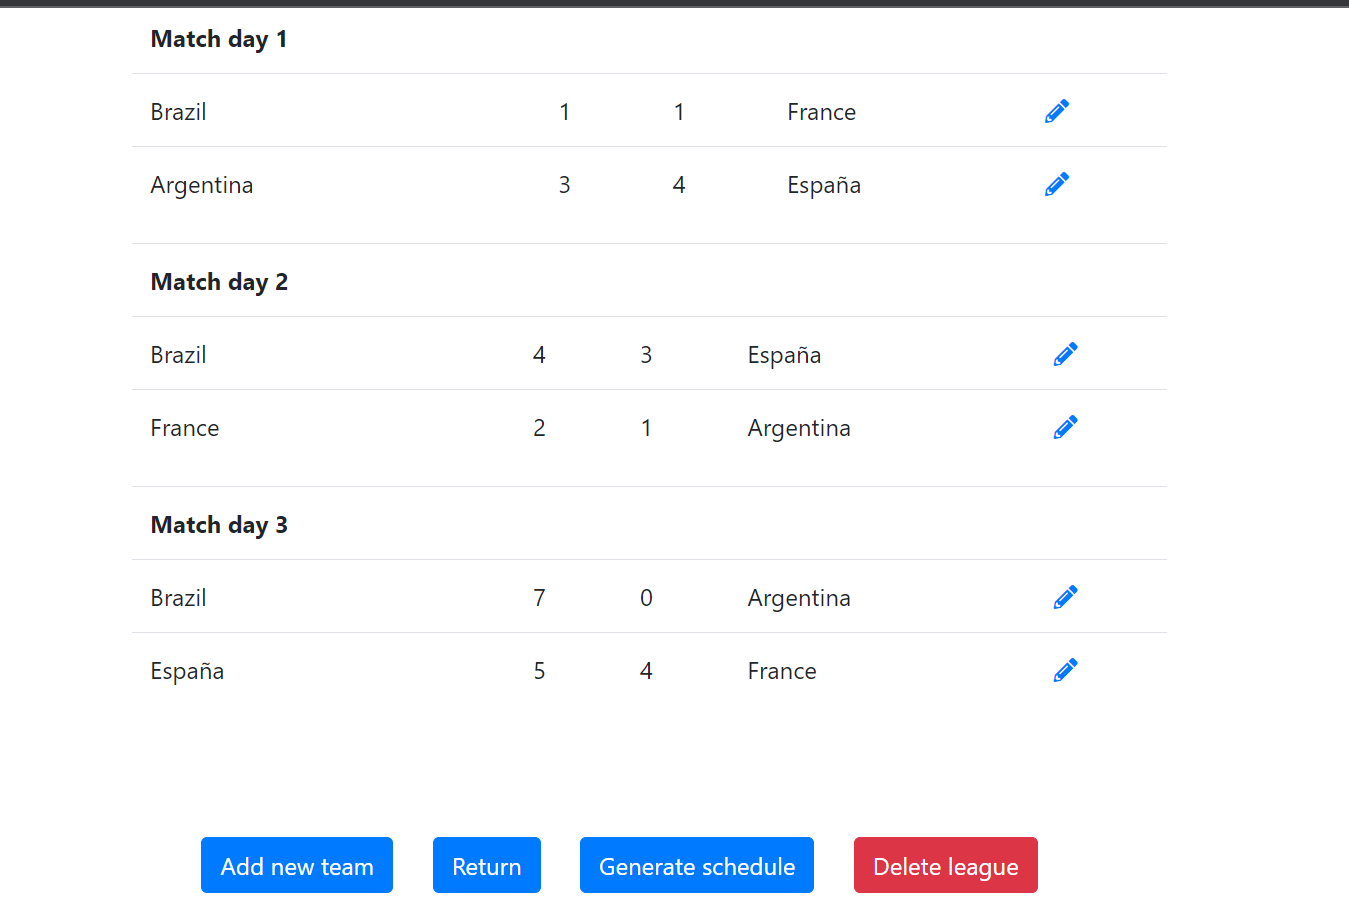 Match day 1
Brazil 1 1 France
Argentina 3 4 España
Match day 2
Brazil 4 3 España
France 2 1 Argentina
Match day 3
Brazil 7 0 Argentina
España 5 4 France
Add new team Return Generate schedule Delete league